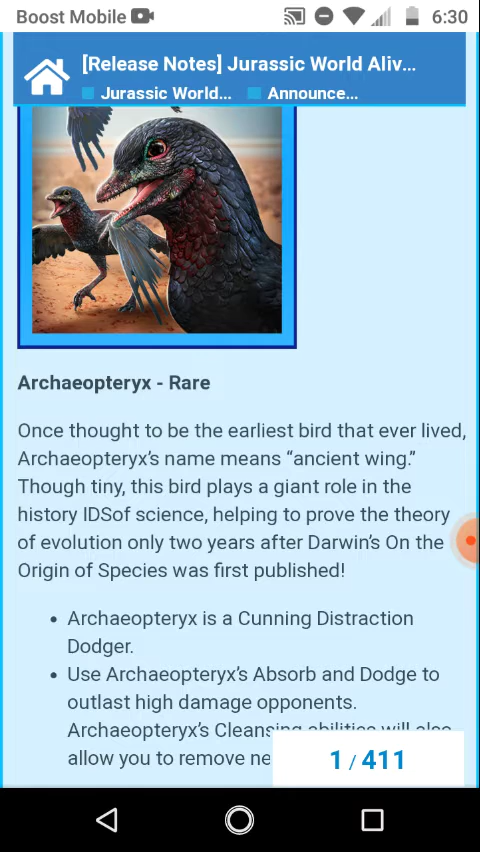 Boost Mobile 6:30
[Release Notes] Jurassic World Aliv...
Jurassic World... Announce...
Archaeopteryx - Rare
Once thought to be the earliest bird that ever lived,
Archaeopteryx’s name means “ancient wing.”
Though tiny, this bird plays a giant role in the
history IDSof science, helping to prove the theory
of evolution only two years after Darwin’s On the
Origin of Species was first published!
• Archaeopteryx is a Cunning Distraction
Dodger.
• Use Archaeopteryx’s Absorb and Dodge to
outlast high damage opponents.
Archaeopteryx’s Cleansing abilities will also
allow you to remove ne
1 / 411